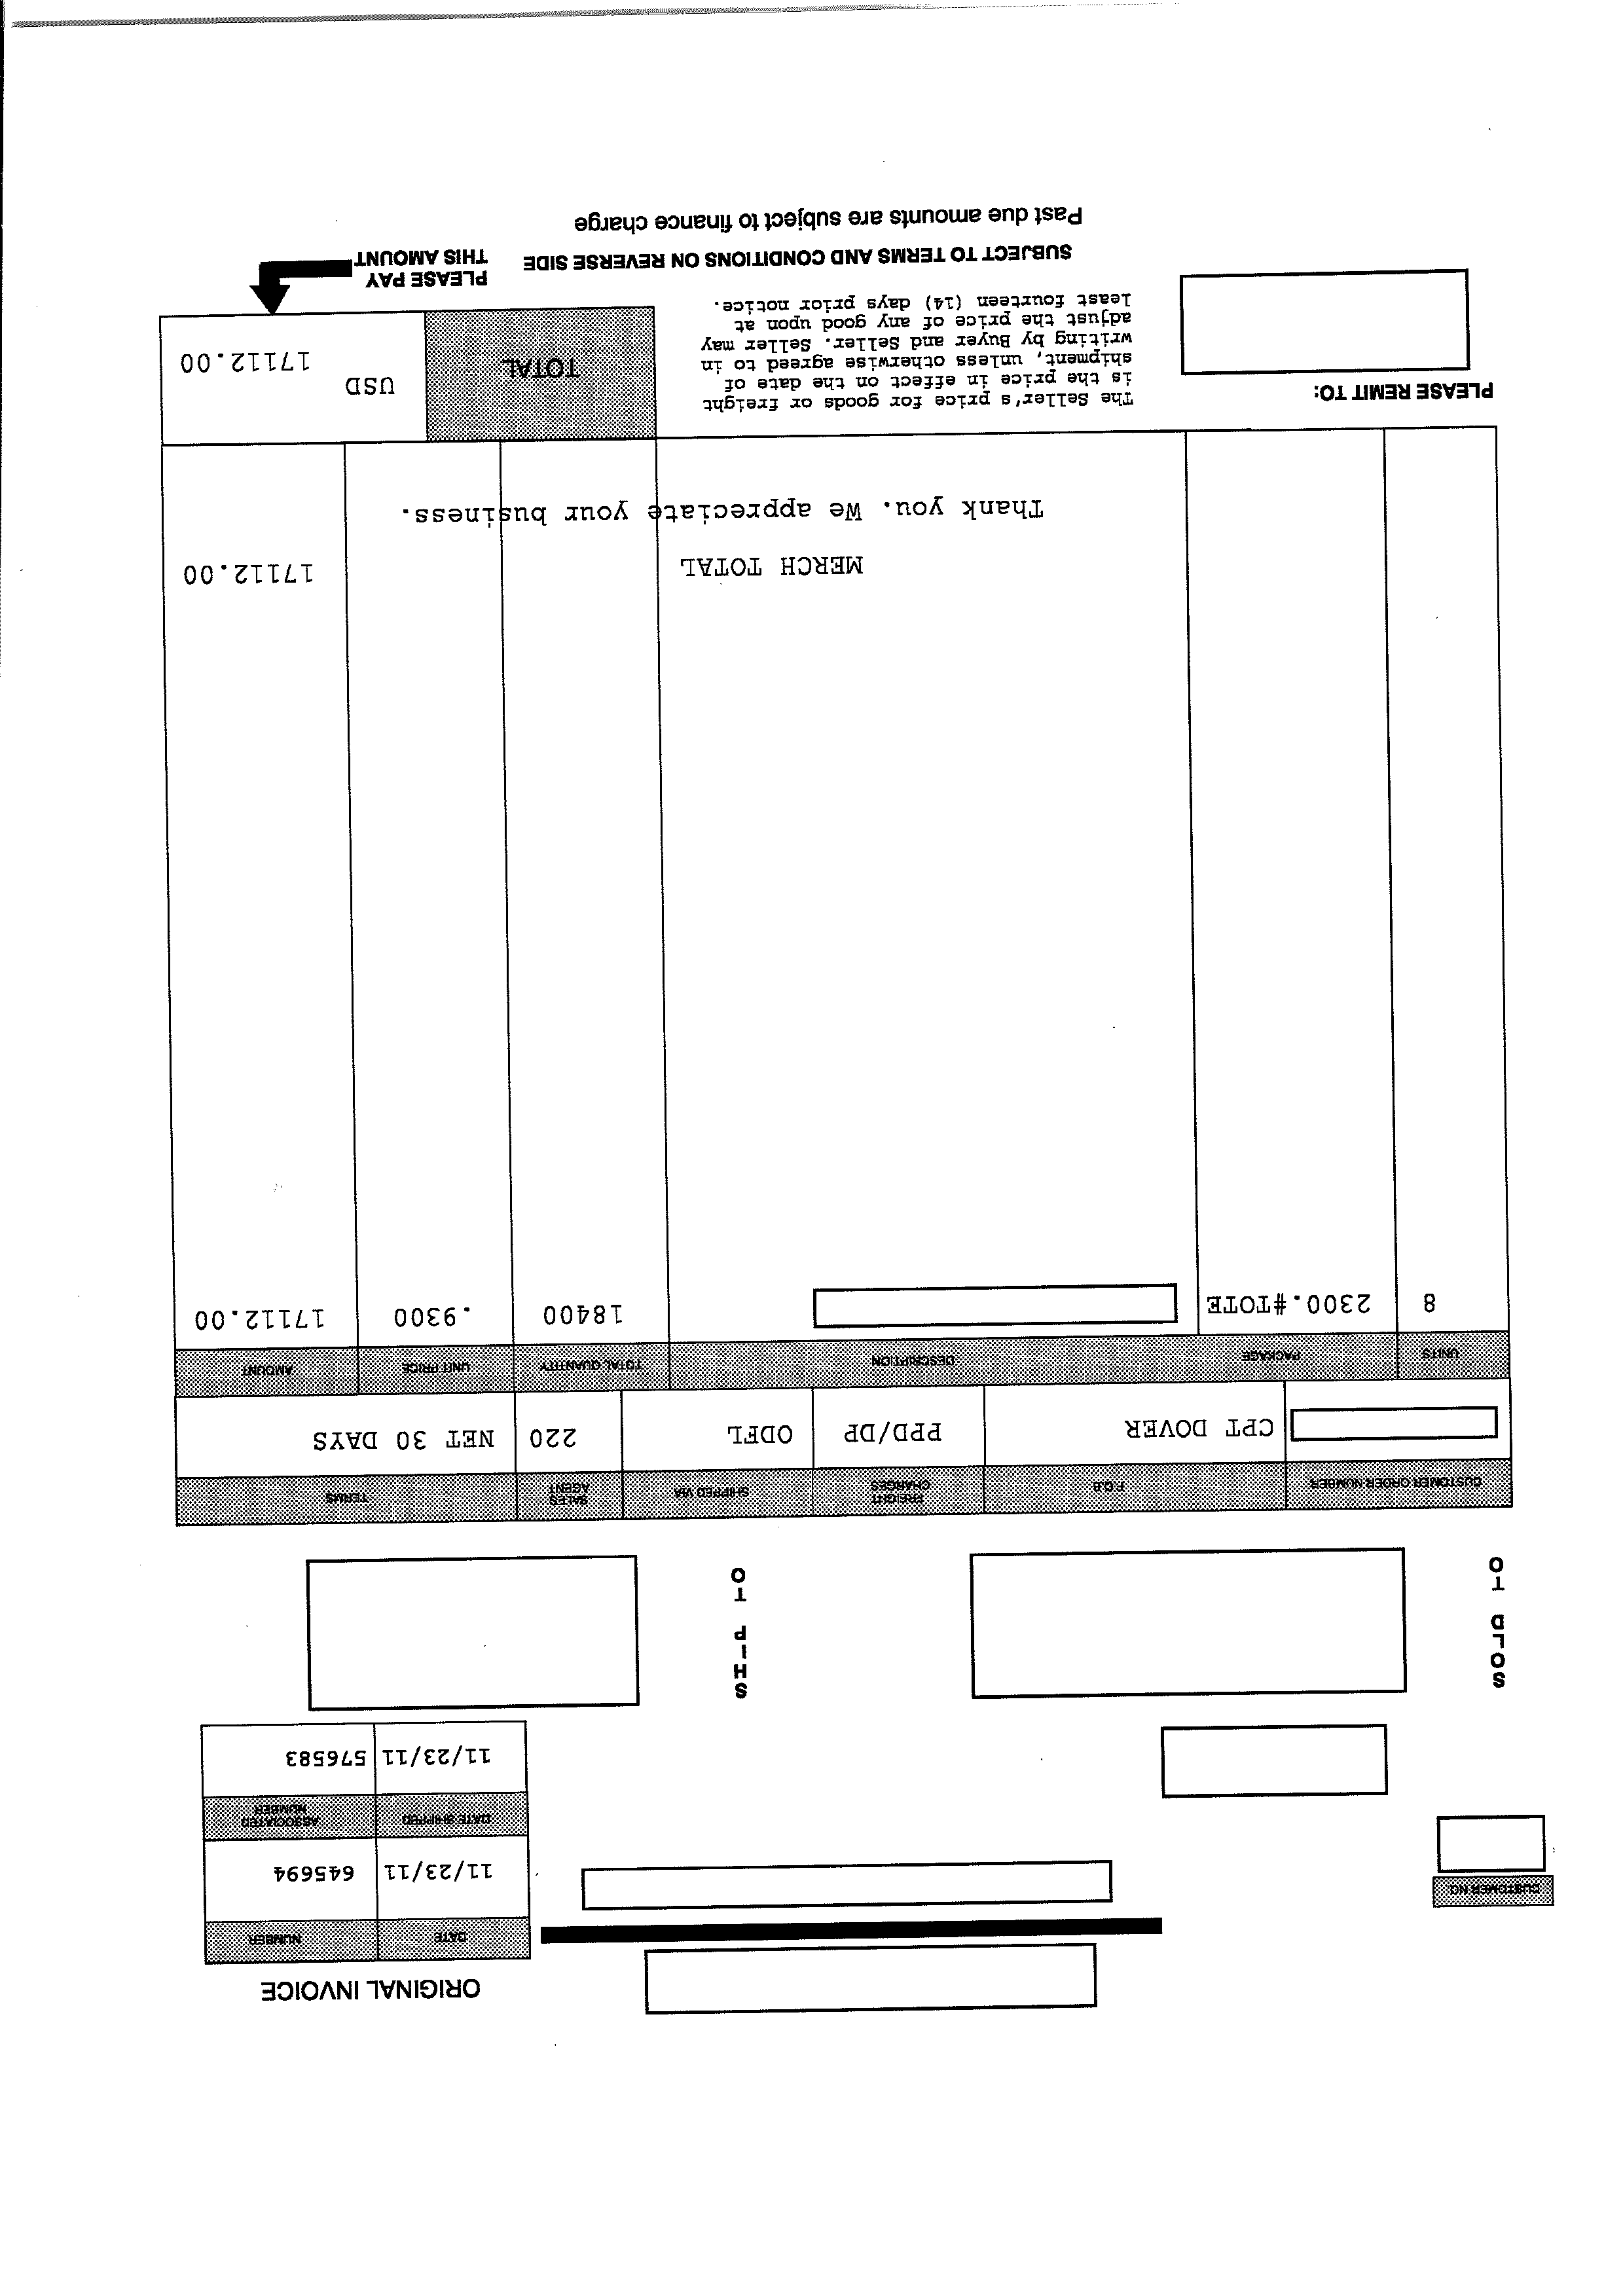 ORIGINAL INVOICE
DATE NUMBER
11/23/11 645694
CUSTOMER NO
DATE SHIPPED ASSOCIATED NUMBER
11/23/11 576583
SOLD TO
SHIP TO
CUSTOMER ORDER NUMBER F.O.B. FREIGHT CHARGES SHIPPED VIA SALES AGENT TERMS
CPT DOVER PPD/DP ODFL 220 NET 30 DAYS
UNITS PACKAGE DESCRIPTION TOTAL QUANTITY UNIT PRICE AMOUNT
8 2300.#TOTE 18400 .9300 17112.00
MERCH TOTAL 17112.00
Thank you. We appreciate your business.
PLEASE REMIT TO:
The Seller's price for goods or freight
is the price in effect on the date of
shipment, unless otherwise agreed to in
writing by Buyer and Seller. Seller may
adjust the price of any good upon at
least fourteen (14) days prior notice.
TOTAL
USD
17112.00
SUBJECT TO TERMS AND CONDITIONS ON REVERSE SIDE
PLEASE PAY
THIS AMOUNT
Past due amounts are subject to finance charge